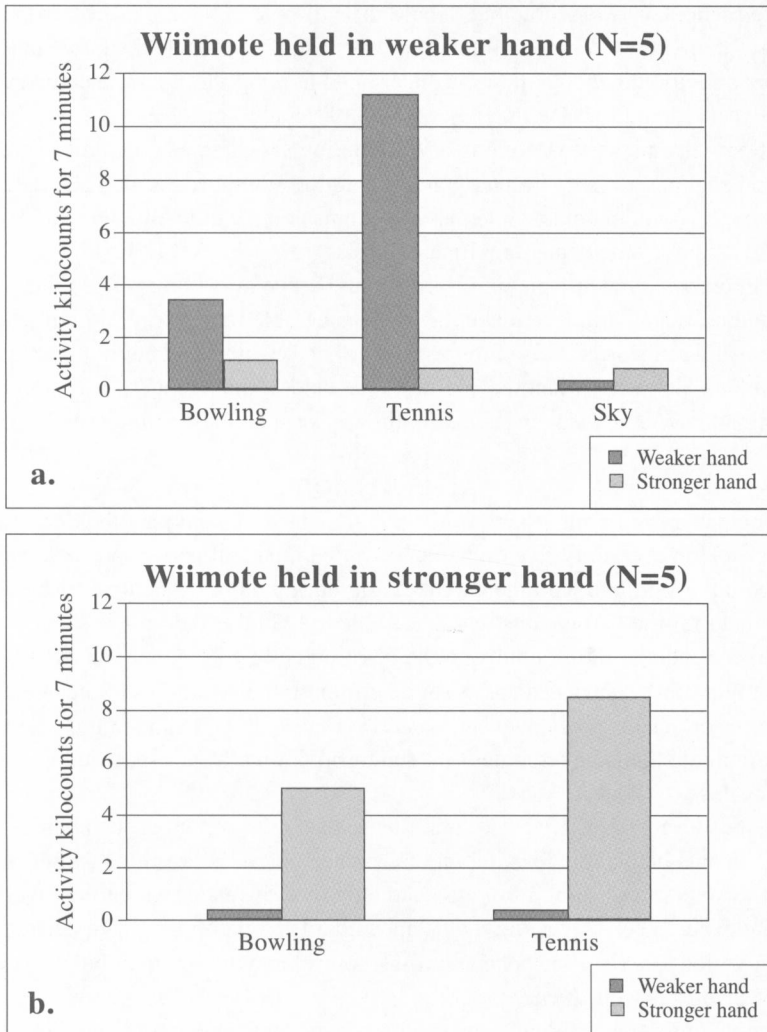 Wiimote held in weaker hand (N=5)
Activity kilocounts for 7 minutes
12
10
8
6
4
2
0
Bowling Tennis Sky
Weaker hand
Stronger hand
a.
Wiimote held in stronger hand (N=5)
Activity kilocounts for 7 minutes
12
10
8
6
4
2
0
Bowling Tennis
Weaker hand
Stronger hand
b.